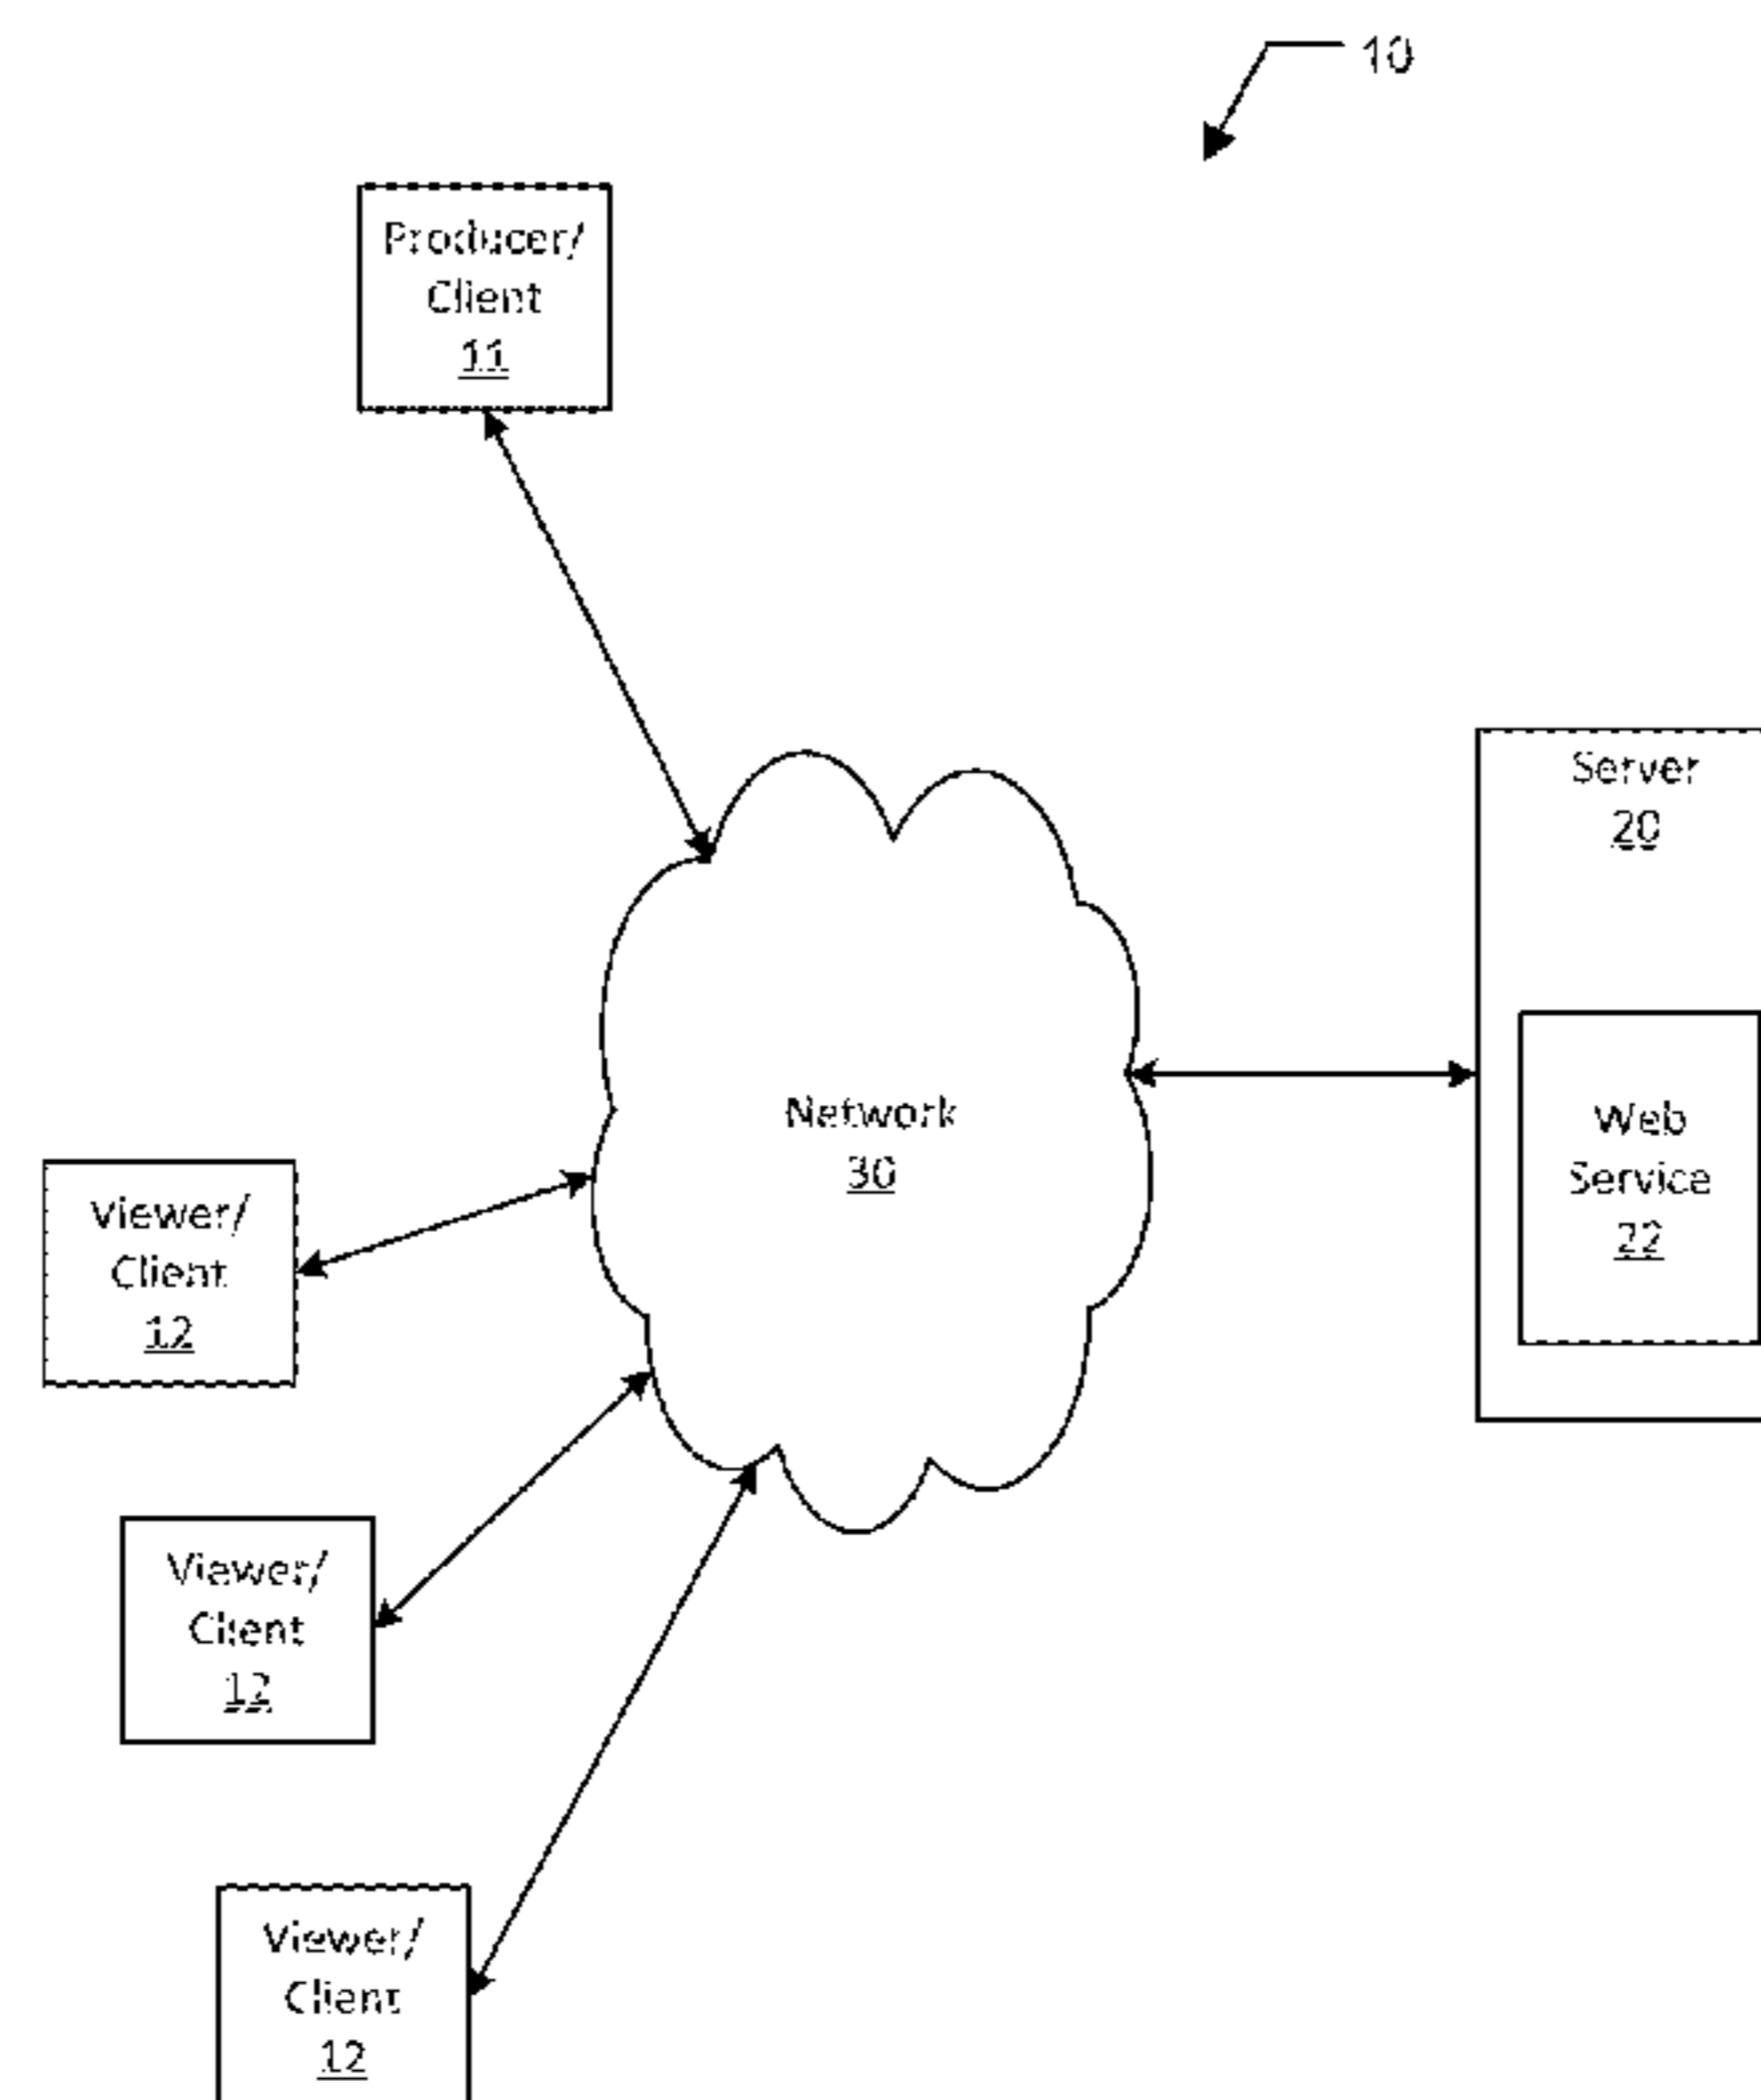 10
Producer/
Client
11
Server
20
Network
30
Web
Service
22
Viewer/
Client
12
Viewer/
Client
12
Viewer/
Client
12